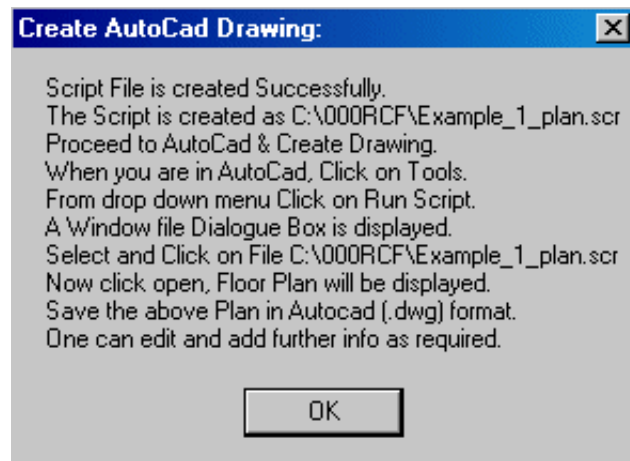 Create AutoCad Drawing:
Script File is created Successfully.
The Script is created as C:\000RCF\Example_1_plan.scr
Proceed to AutoCad & Create Drawing.
When you are in AutoCad, Click on Tools.
From drop down menu Click on Run Script.
A Window file Dialogue Box is displayed.
Select and Click on File C:\000RCF\Example_1_plan.scr
Now click open, Floor Plan will be displayed.
Save the above Plan in Autocad (.dwg) format.
One can edit and add further info as required.
OK